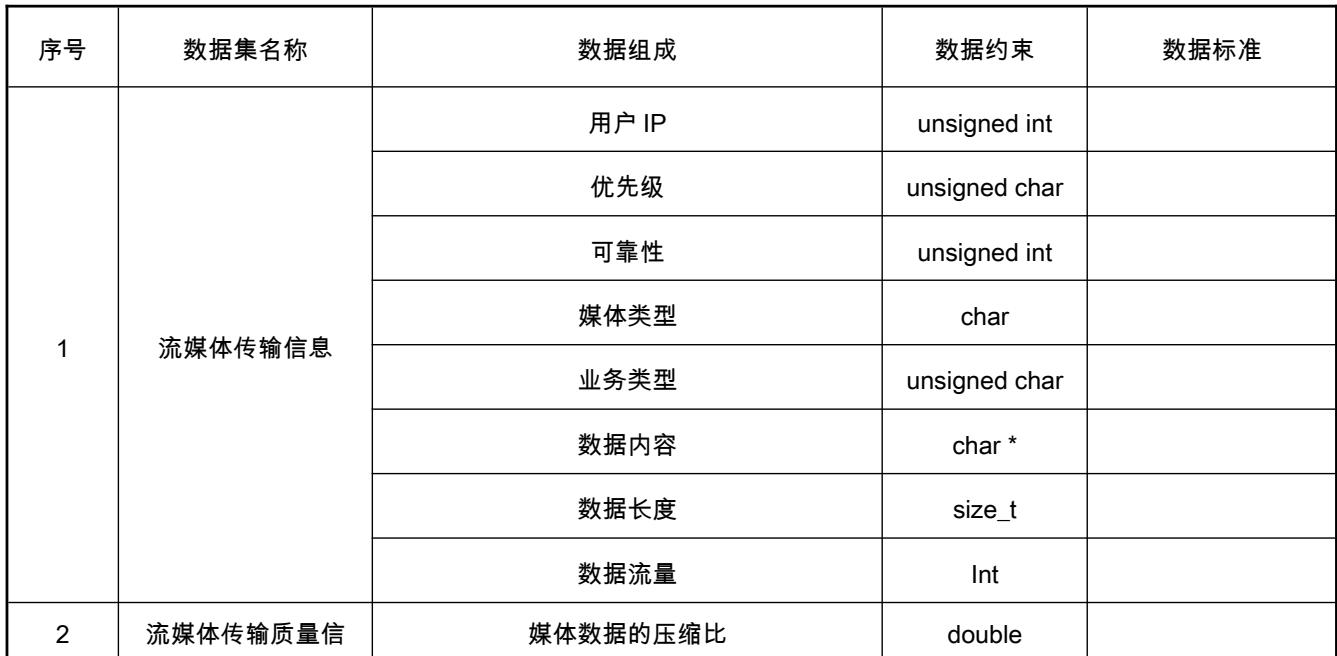 序号 数据集名称 数据组成 数据约束 数据标准
用户 IP unsigned int
优先级 unsigned char
可靠性 unsigned int
媒体类型 char
1 流媒体传输信息
业务类型 unsigned char
数据内容 char *
数据长度 size_t
数据流量 Int
2 流媒体传输质量信 媒体数据的压缩比 double